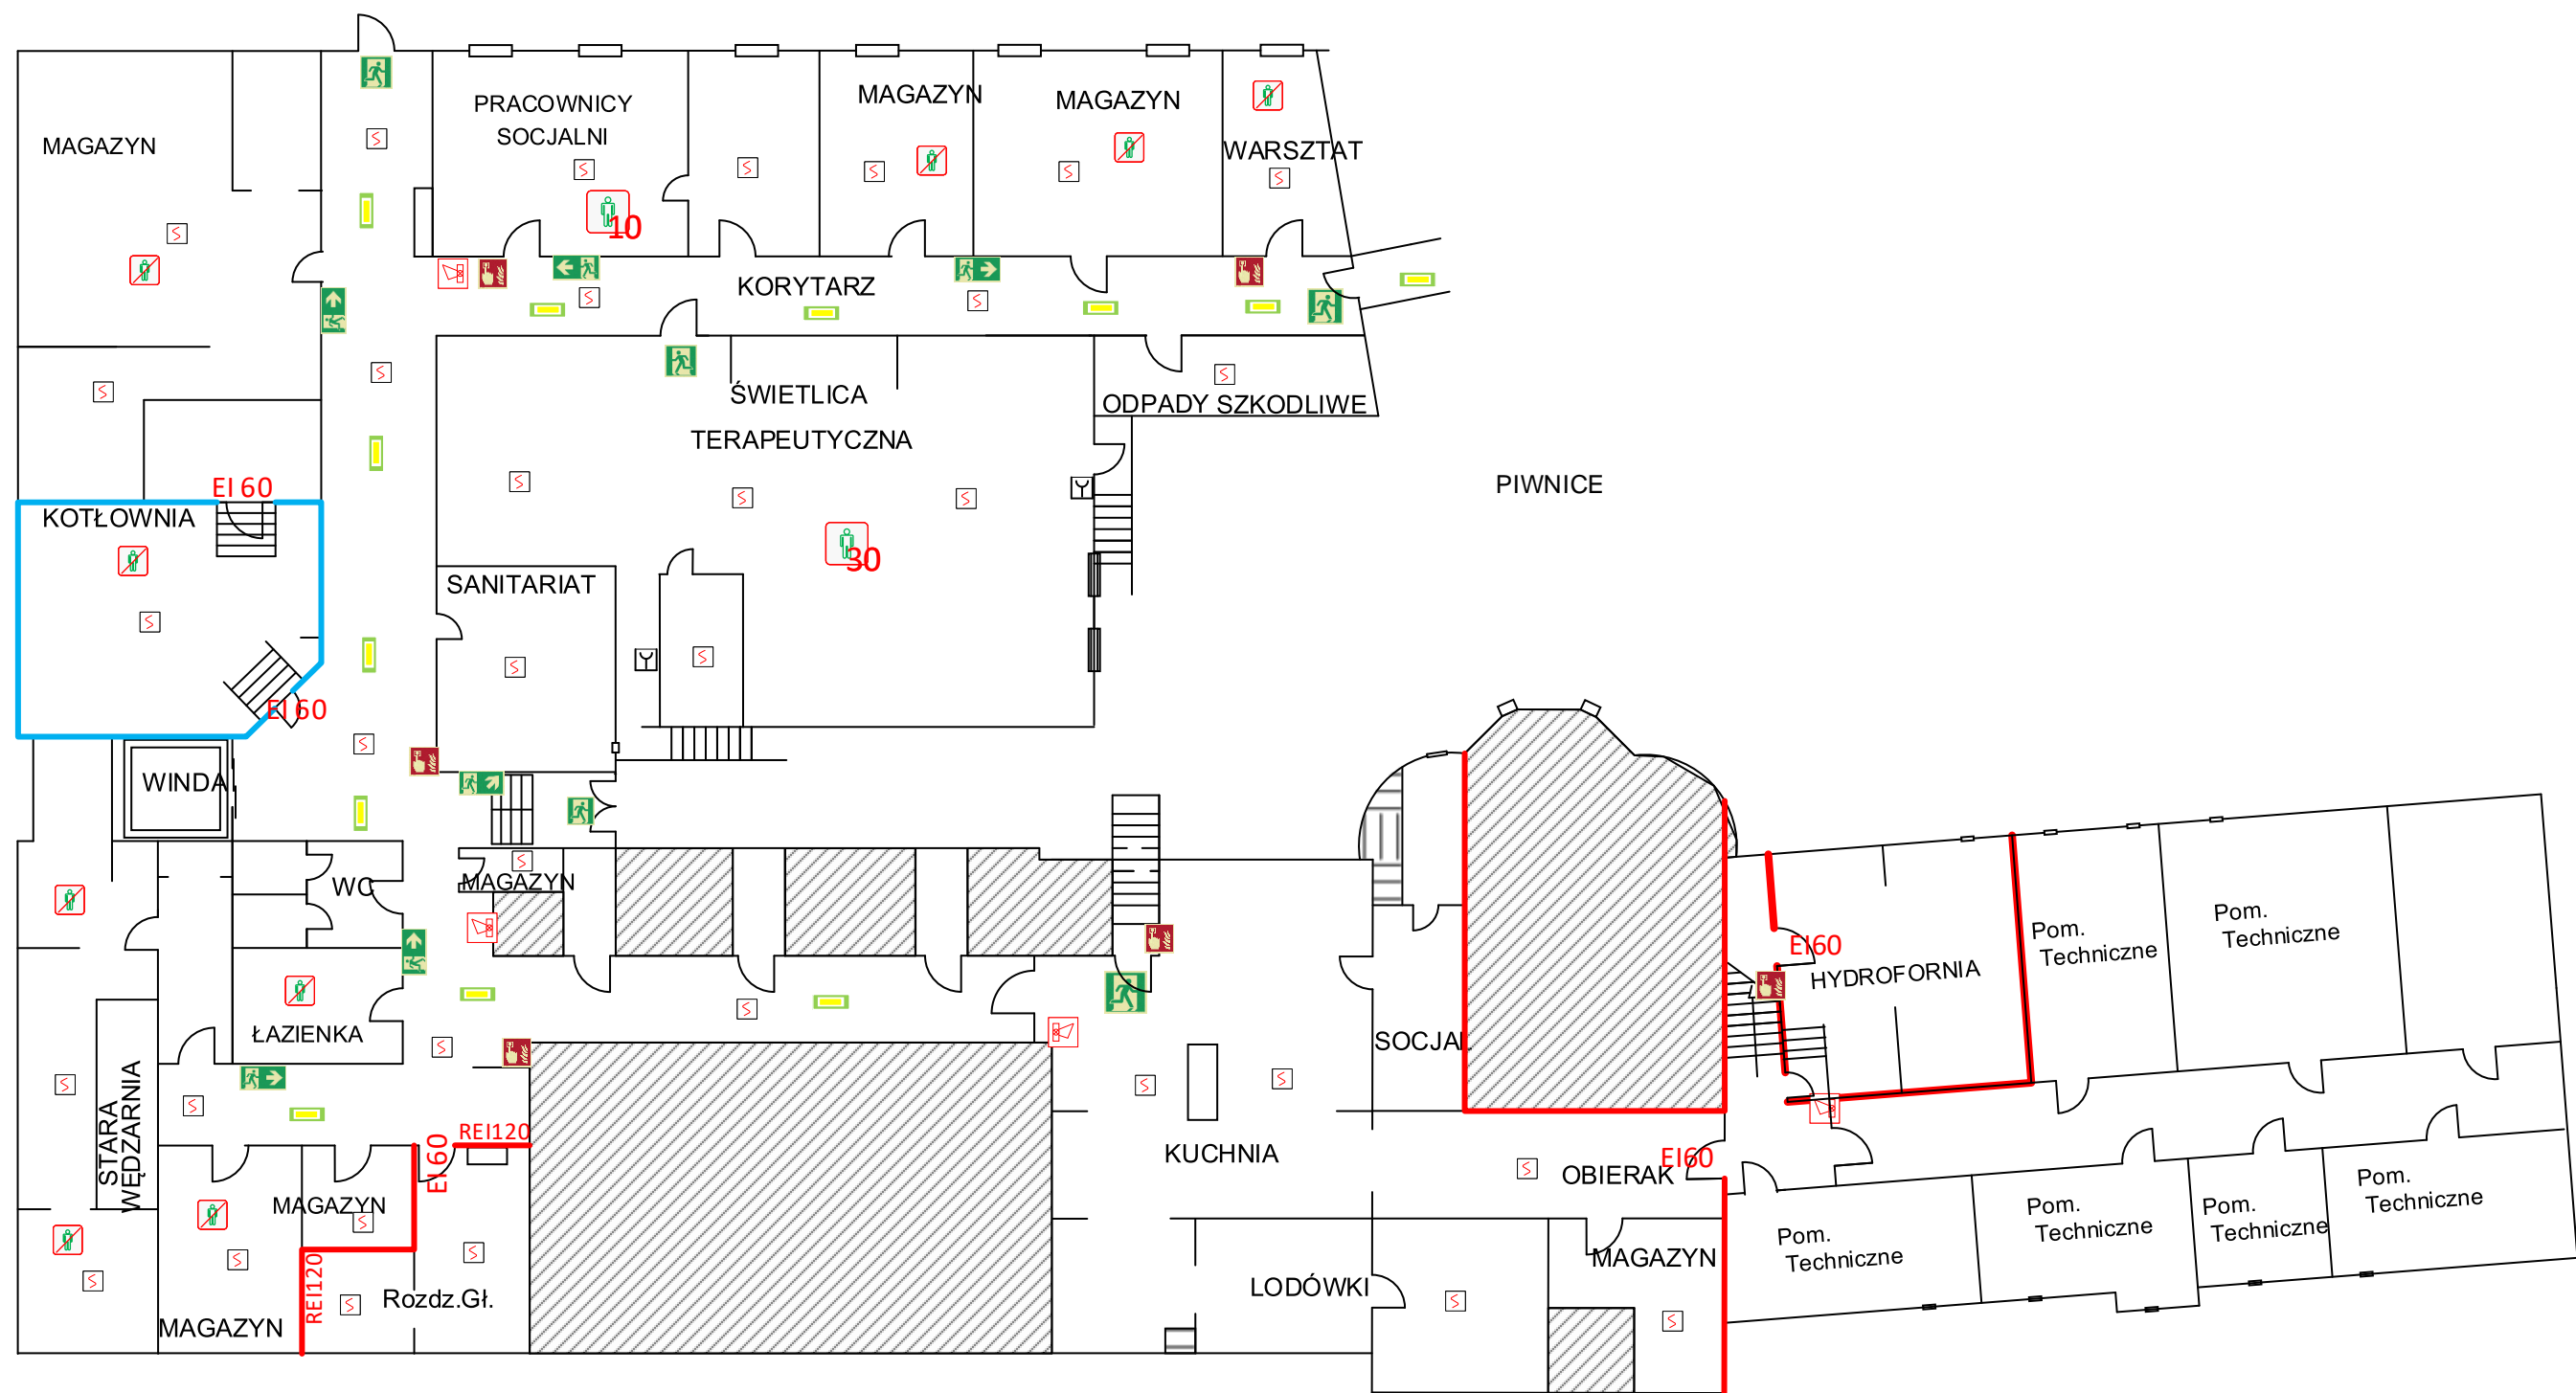 PRACOWNICY
SOCJALNI
MAGAZYN
MAGAZYN
MAGAZYN
WARSZTAT
10
KORYTARZ
ŚWIETLICA
TERAPEUTYCZNA
ODPADY SZKODLIWE
EI 60
KOTŁOWNIA
PIWNICE
30
SANITARIAT
EI 60
WINDA
MAGAZYN
WC
Pom.
Techniczne
Pom.
Techniczne
EI60
HYDROFORNIA
ŁAZIENKA
SOCJAL
STARA
WĘDZARNIA
REI120
EI 60
KUCHNIA
EI60
OBIERAK
MAGAZYN
Pom.
Techniczne
Pom.
Techniczne
Pom.
Techniczne
Pom.
Techniczne
REI120
Rozdz.Gł.
MAGAZYN
LODÓWKI
MAGAZYN